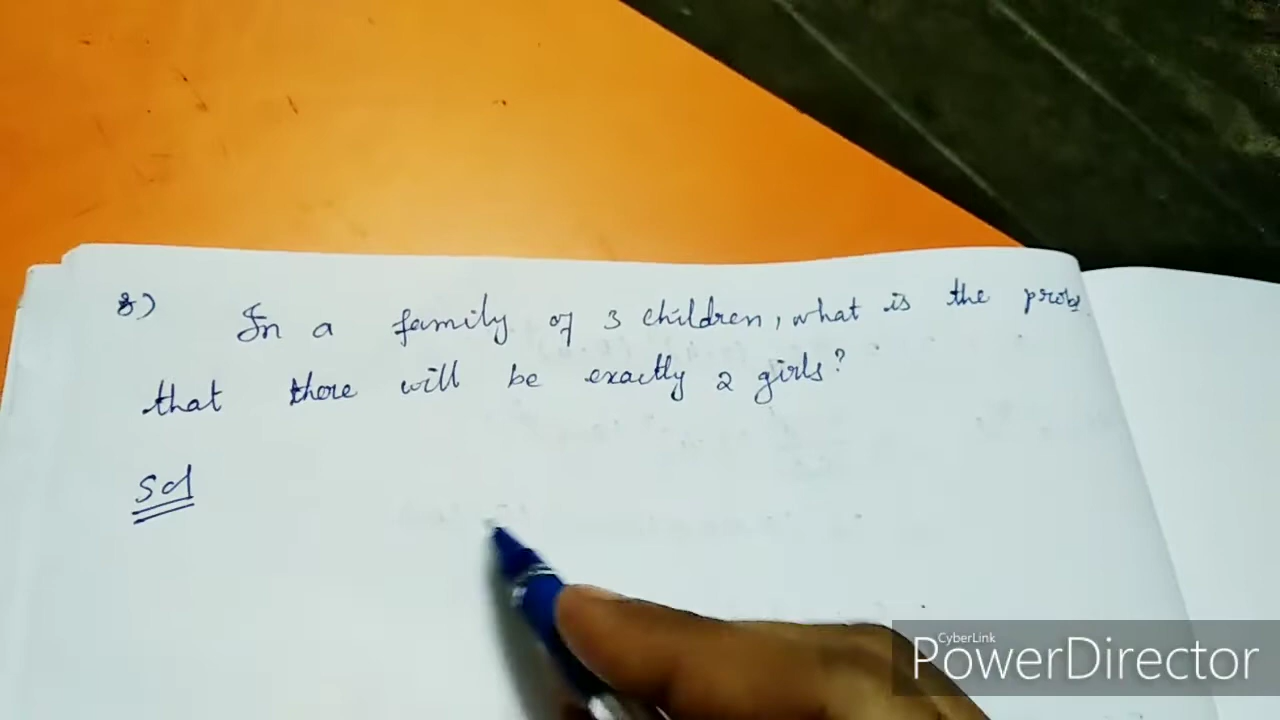 8) In a family of 3 children, what is the prob
that there will be exactly 2 girls?
Sol
CyberLink
PowerDirector